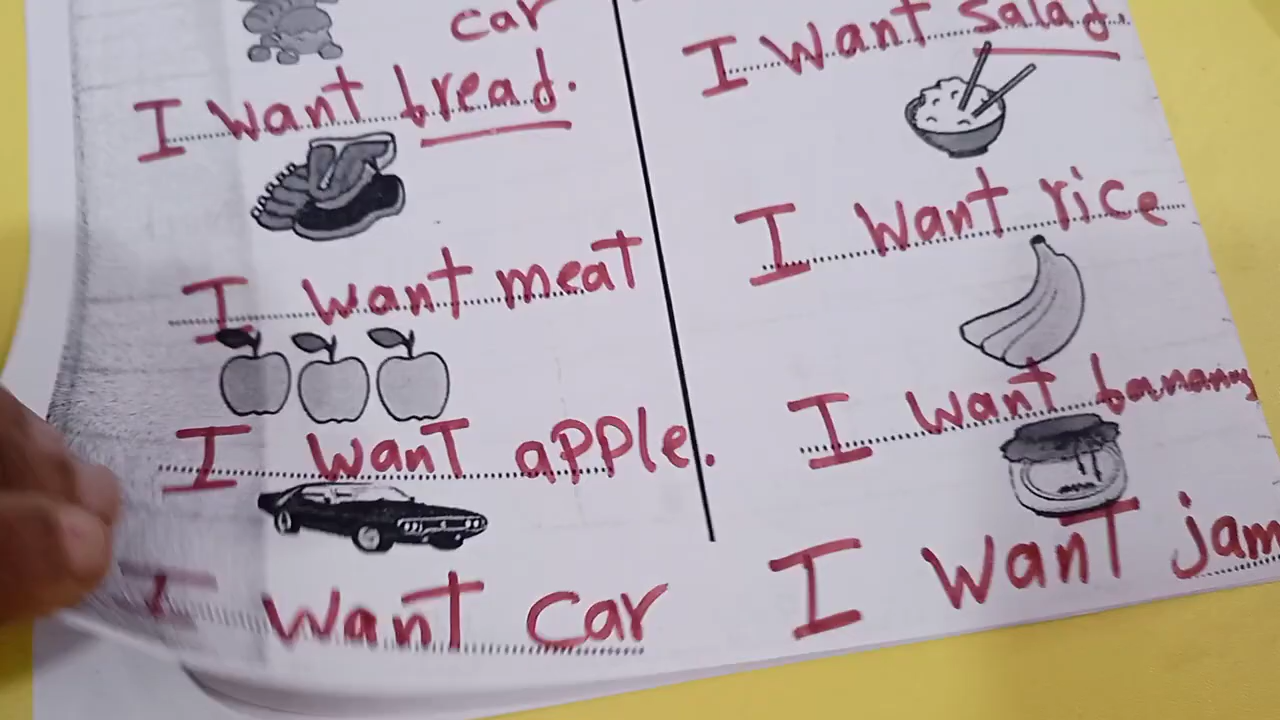 car
I want bread.
I want meat
I want apple.
I want car
I want salad.
I want rice
I want
I want jam